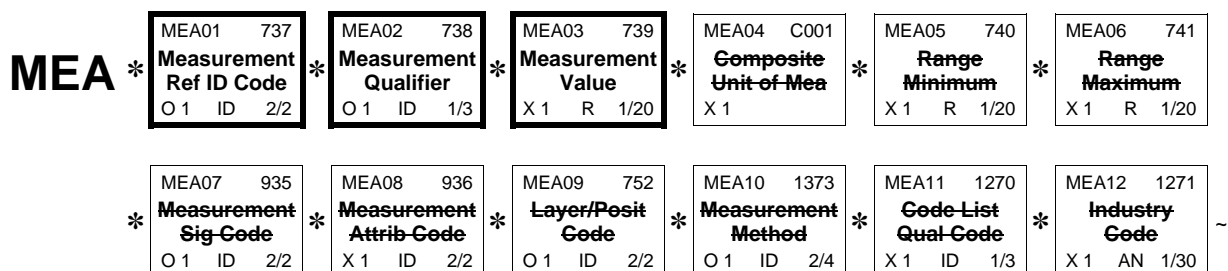 MEA01 737 MEA02 738 MEA03 739 MEA04 C001 MEA05 740 MEA06 741
MEA * Measurement * Measurement * Measurement * Composite * Range * Range
Ref ID Code Qualifier Value Unit of Mea Minimum Maximum
O 1 ID 2/2 O 1 ID 1/3 X 1 R 1/20 X 1 X 1 R 1/20 X 1 R 1/20
MEA07 935 MEA08 936 MEA09 752 MEA10 1373 MEA11 1270 MEA12 1271
* Measurement * Measurement * Layer/Posit * Measurement * Code List * Industry ~
Sig Code Attrib Code Code Method Qual Code Code
O 1 ID 2/2 X 1 ID 2/2 O 1 ID 2/2 O 1 ID 2/4 X 1 ID 1/3 X 1 AN 1/30